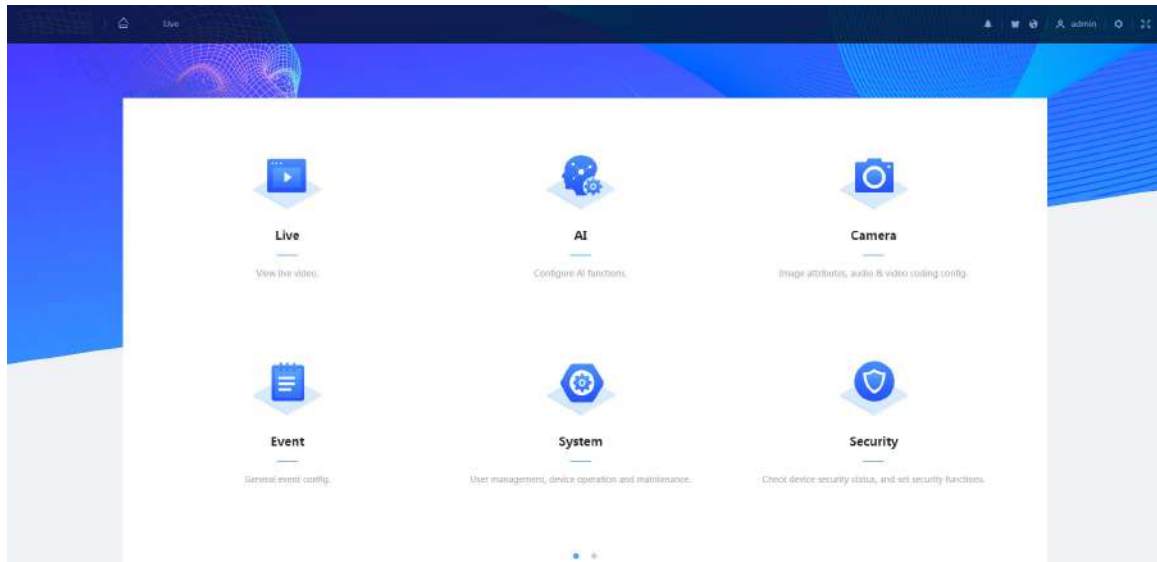 Live
admin
Live
AI
Camera
View live video.
Configure AI functions.
Image attributes, audio & video coding config.
Event
System
Security
General event config.
User management, device operation and maintenance.
Check device security status, and set security functions.